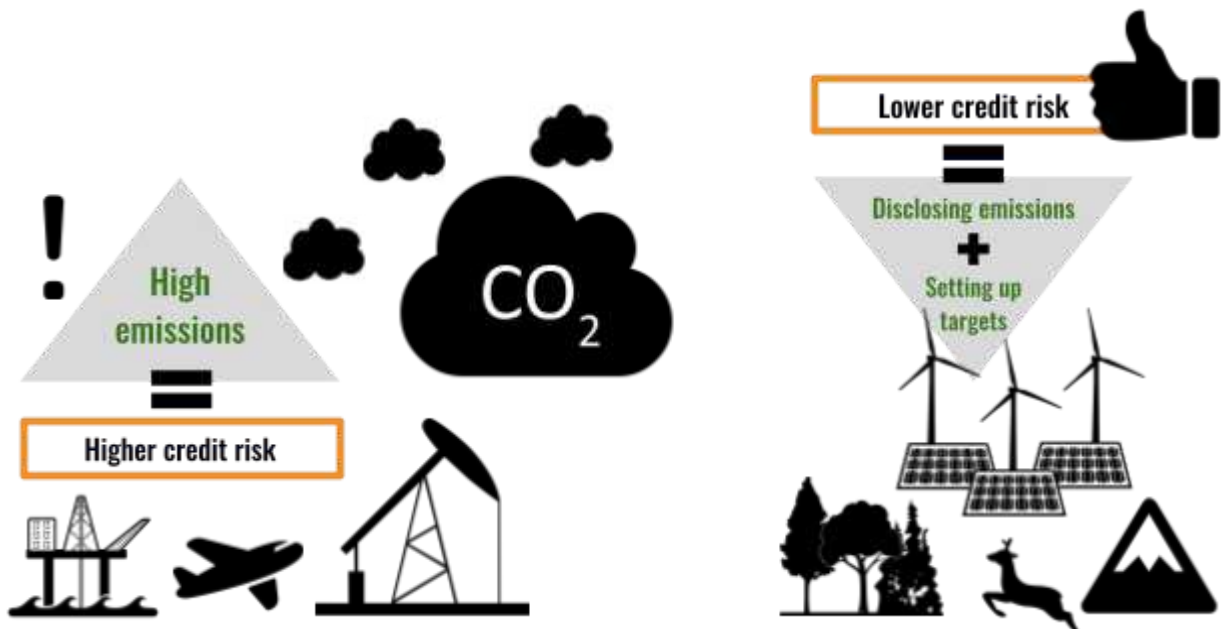 High
emissions
Higher credit risk
CO2
Lower credit risk
Disclosing emissions
Setting up
targets